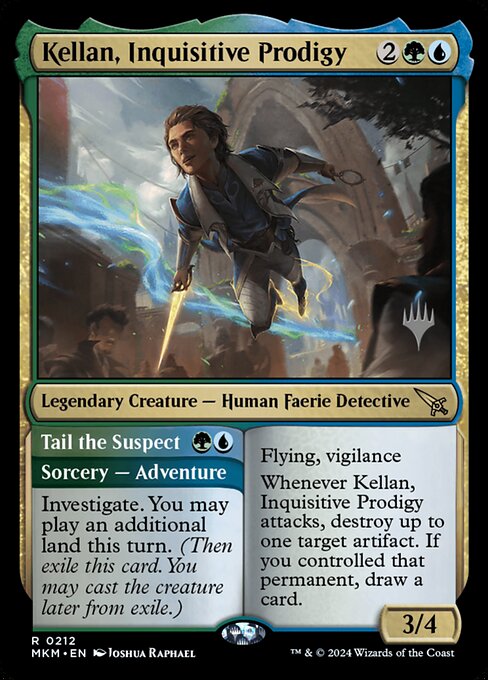 Kellan, Inquisitive Prodigy 2
Legendary Creature — Human Faerie Detective
Tail the Suspect
Sorcery — Adventure
Investigate. You may
play an additional
land this turn. (Then
exile this card. You
may cast the creature
later from exile.)
Flying, vigilance
Whenever Kellan,
Inquisitive Prodigy
attacks, destroy up to
one target artifact. If
you controlled that
permanent, draw a
card.
3/4
R 0212
MKM • EN Joshua Raphael
™ & © 2024 Wizards of the Coast